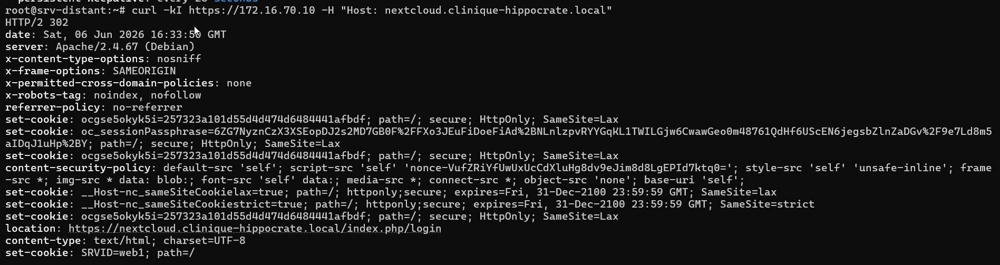 persistent keepalive: every 25 seconds
root@srv-distant:~# curl -kI https://172.16.70.10 -H "Host: nextcloud.clinique-hippocrate.local"
HTTP/2 302
date: Sat, 06 Jun 2026 16:33:50 GMT
server: Apache/2.4.67 (Debian)
x-content-type-options: nosniff
x-frame-options: SAMEORIGIN
x-permitted-cross-domain-policies: none
x-robots-tag: noindex, nofollow
referrer-policy: no-referrer
set-cookie: ocgse5okyk5i=257323a101d55d4d474d6484441afbdf; path=/; secure; HttpOnly; SameSite=Lax
set-cookie: oc_sessionPassphrase=6ZG7NyznCzX3XSEopDJ2s2MD7GB0F%2FFXo3JEuFiDoeFiAd%2BNLnlzpvRYYGqKL1TWILGjw6CwawGeo0m48761QdHf6UScEN6jegsbZlnZaDGv%2F9e7Ld8m5
aIDqJ1uHp%2BY; path=/; secure; HttpOnly; SameSite=Lax
set-cookie: ocgse5okyk5i=257323a101d55d4d474d6484441afbdf; path=/; secure; HttpOnly; SameSite=Lax
content-security-policy: default-src 'self'; script-src 'self' 'nonce-VufZRiYfUwUxUcCdXluHg8dv9eJim8d8LgEPId7ktq0='; style-src 'self' 'unsafe-inline'; frame
-src *; img-src * data: blob:; font-src 'self' data:; media-src *; connect-src *; object-src 'none'; base-uri 'self';
set-cookie: __Host-nc_sameSiteCookielax=true; path=/; httponly;secure; expires=Fri, 31-Dec-2100 23:59:59 GMT; SameSite=lax
set-cookie: __Host-nc_sameSiteCookiestrict=true; path=/; httponly;secure; expires=Fri, 31-Dec-2100 23:59:59 GMT; SameSite=strict
set-cookie: ocgse5okyk5i=257323a101d55d4d474d6484441afbdf; path=/; secure; HttpOnly; SameSite=Lax
location: https://nextcloud.clinique-hippocrate.local/index.php/login
content-type: text/html; charset=UTF-8
set-cookie: SRVID=web1; path=/